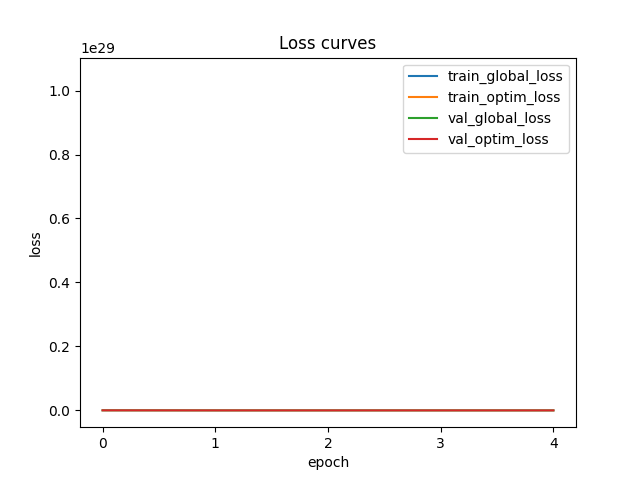 Loss curves
1e29
train_global_loss
train_optim_loss
val_global_loss
val_optim_loss
1.0
0.8
0.6
0.4
0.2
0.0
loss
0 1 2 3 4
epoch